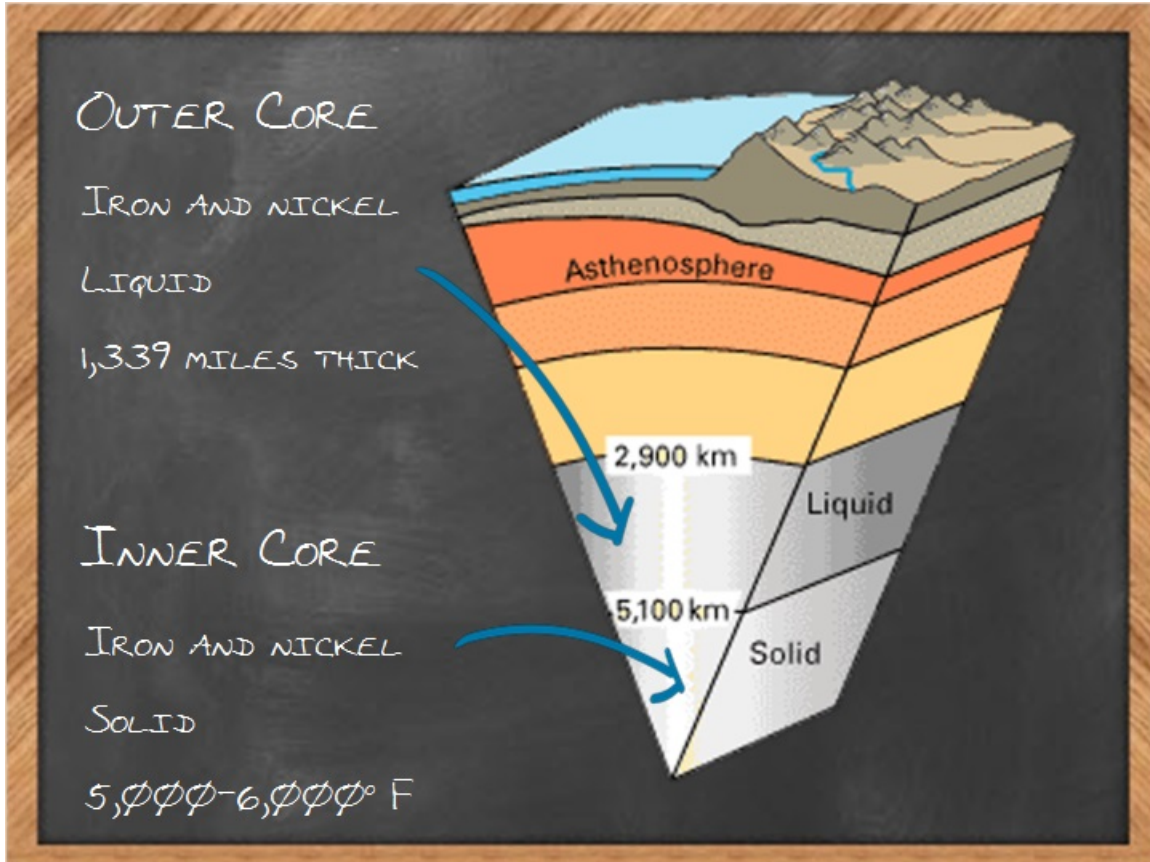 OUTER CORE
IRON AND NICKEL
LIQUID
1,339 MILES THICK
INNER CORE
IRON AND NICKEL
SOLID
5,000-6,000° F
Asthenosphere
2,900 km
Liquid
5,100 km
Solid